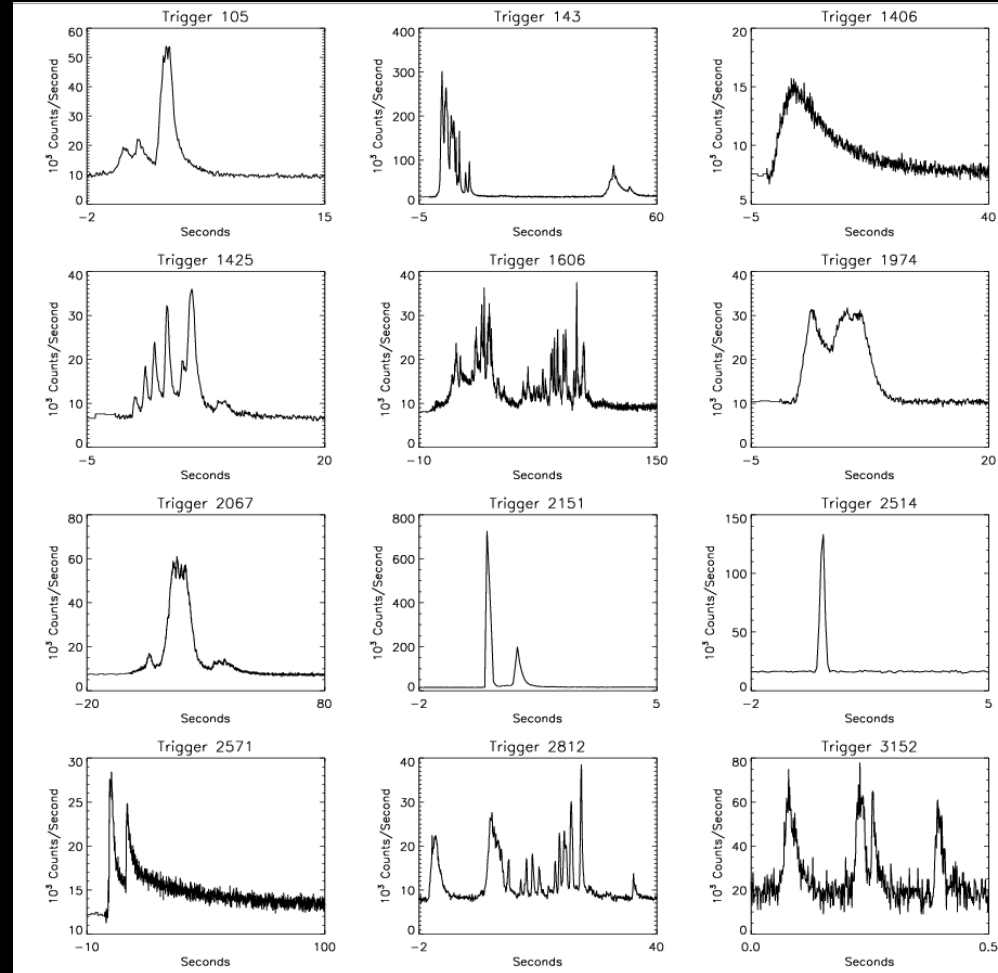 Trigger 105
60
50
40
30
20
10
0
10³ Counts/Second
-2
15
Seconds
Trigger 143
400
300
200
100
0
10³ Counts/Second
-5
60
Seconds
Trigger 1406
20
15
10
5
10³ Counts/Second
-5
40
Seconds
Trigger 1425
40
30
20
10
0
10³ Counts/Second
-5
20
Seconds
Trigger 1606
40
30
20
10
0
10³ Counts/Second
-10
150
Seconds
Trigger 1974
40
30
20
10
0
10³ Counts/Second
-5
20
Seconds
Trigger 2067
80
60
40
20
0
10³ Counts/Second
-20
80
Seconds
Trigger 2151
800
600
400
200
0
10³ Counts/Second
-2
5
Seconds
Trigger 2514
150
100
50
0
10³ Counts/Second
-2
5
Seconds
Trigger 2571
30
25
20
15
10
10³ Counts/Second
-10
100
Seconds
Trigger 2812
40
30
20
10
0
10³ Counts/Second
-2
40
Seconds
Trigger 3152
80
60
40
20
0
10³ Counts/Second
0.0
0.5
Seconds